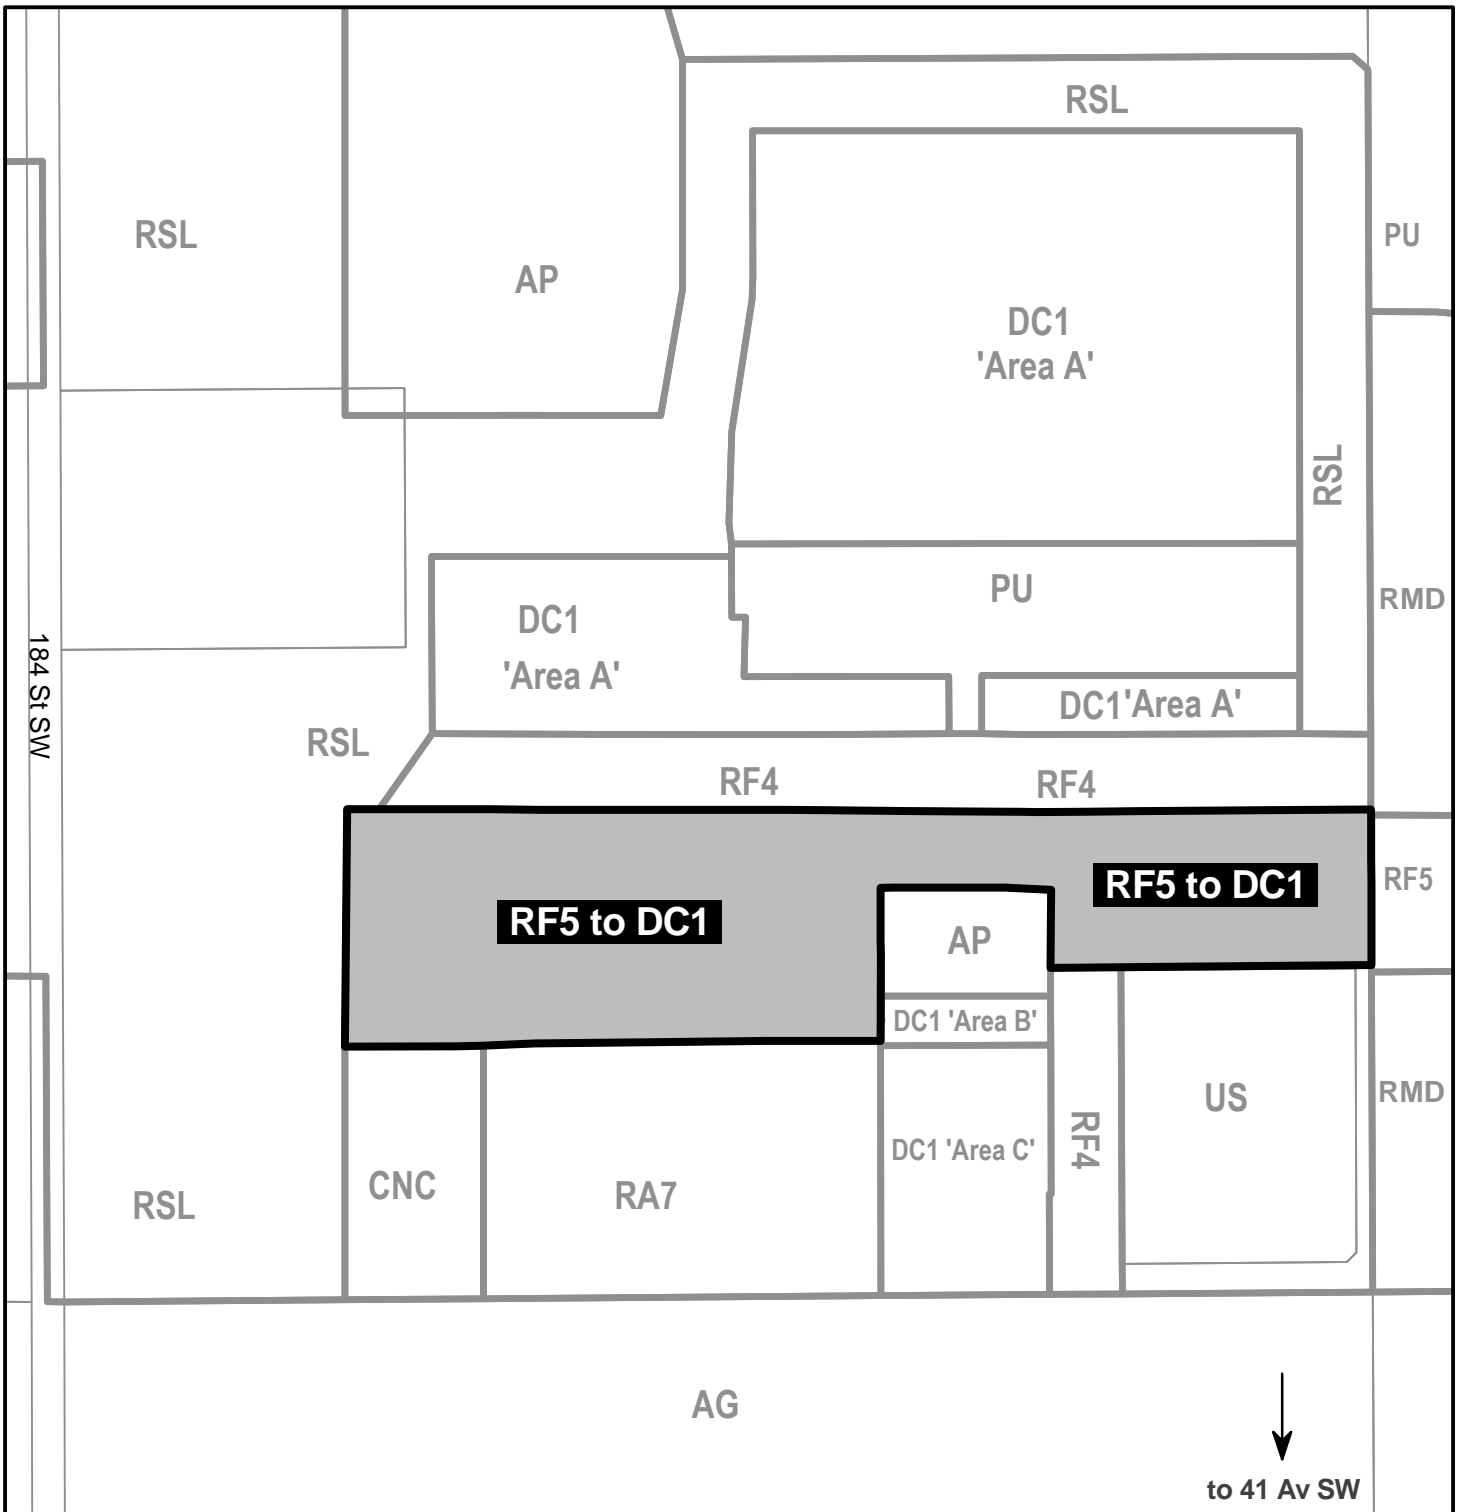 RSL
RSL
AP
PU
DC1
'Area A'
RSL
PU
RMD
DC1
'Area A'
184 St SW
DC1 'Area A'
RSL
RF4
RF4
RF5 to DC1
RF5
RF5 to DC1
AP
DC1 'Area B'
US
RMD
RF4
DC1 'Area C'
CNC
RA7
RSL
AG
to 41 Av SW